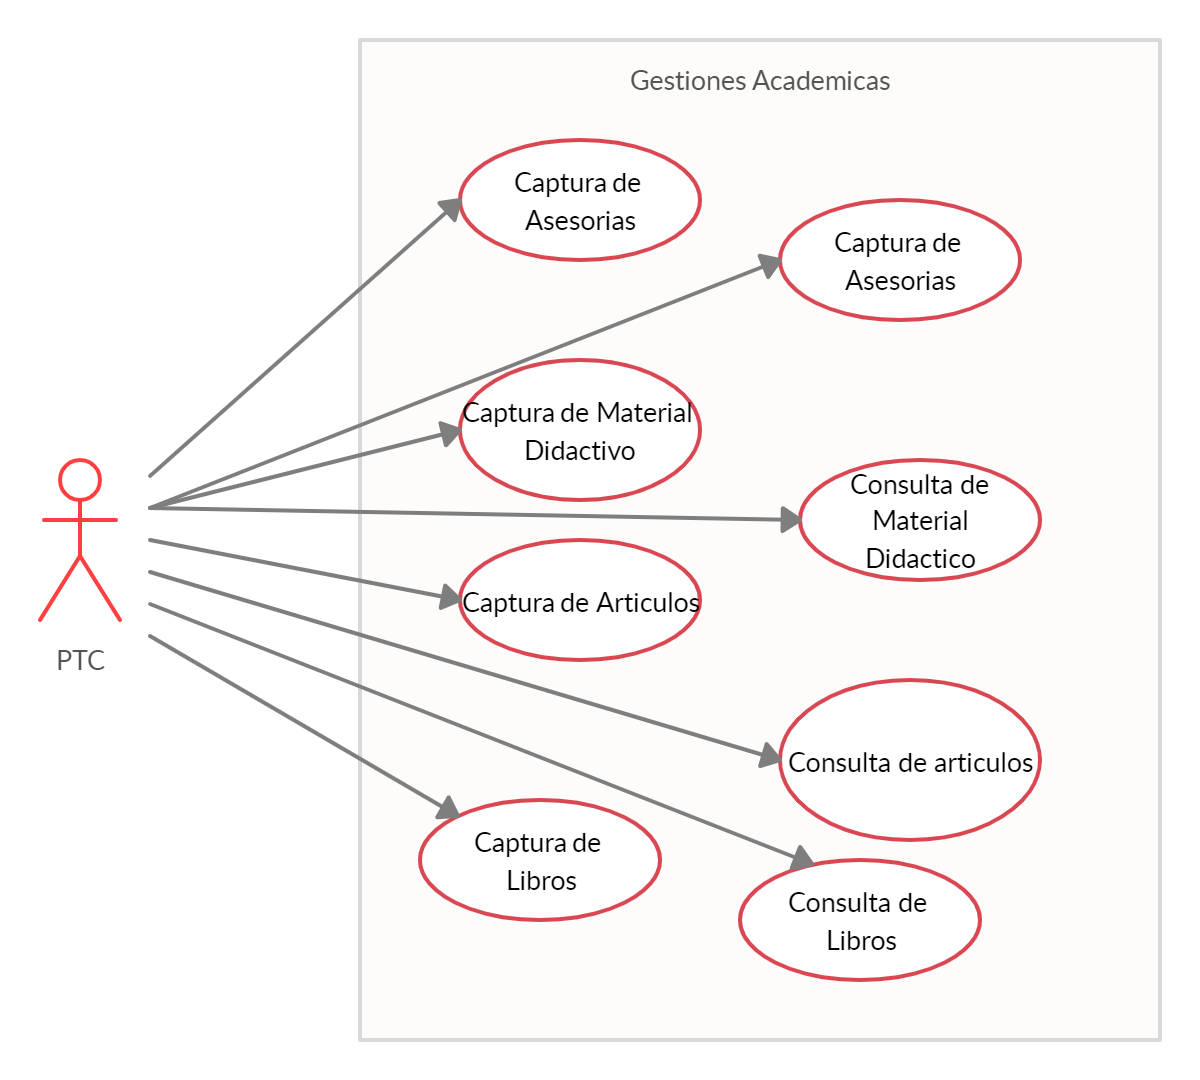 Gestiones Academicas
Captura de
Asesorias
Captura de
Asesorias
Captura de Material
Didactivo
Consulta de
Material
Didactico
Captura de Articulos
PTC
Consulta de articulos
Captura de
Libros
Consulta de
Libros